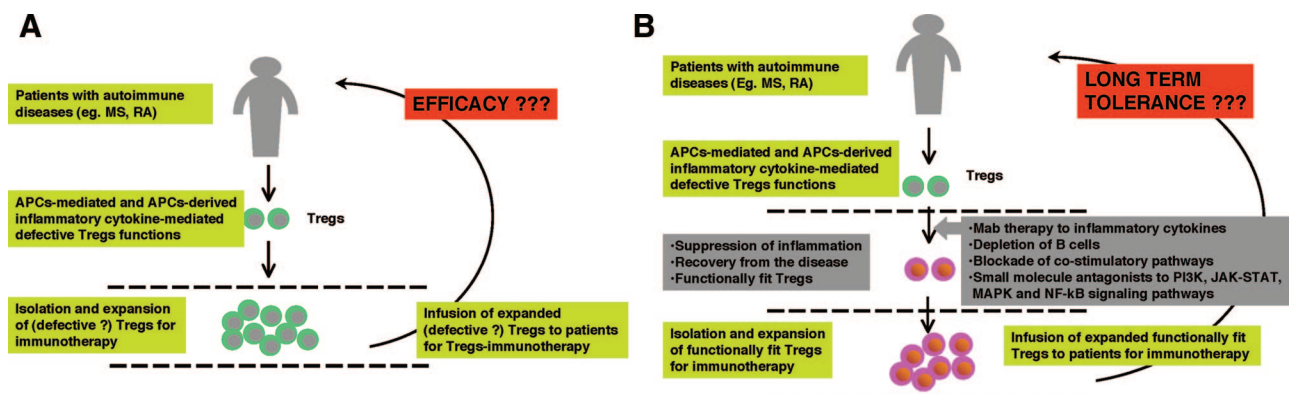 A
Patients with autoimmune
diseases (eg. MS, RA)
EFFICACY ???
APCs-mediated and APCs-derived
inflammatory cytokine-mediated
defective Tregs functions
Tregs
Isolation and expansion
of (defective ?) Tregs for
immunotherapy
Infusion of expanded
(defective ?) Tregs to patients
for Tregs-immunotherapy
B
Patients with autoimmune
diseases (Eg. MS, RA)
LONG TERM
TOLERANCE ???
APCs-mediated and APCs-derived
inflammatory cytokine-mediated
defective Tregs functions
Tregs
•Suppression of inflammation
•Recovery from the disease
•Functionally fit Tregs
•Mab therapy to inflammatory cytokines
•Depletion of B cells
•Blockade of co-stimulatory pathways
•Small molecule antagonists to PI3K, JAK-STAT,
MAPK and NF-kB signaling pathways
Isolation and expansion
of functionally fit Tregs
for immunotherapy
Infusion of expanded functionally fit
Tregs to patients for immunotherapy